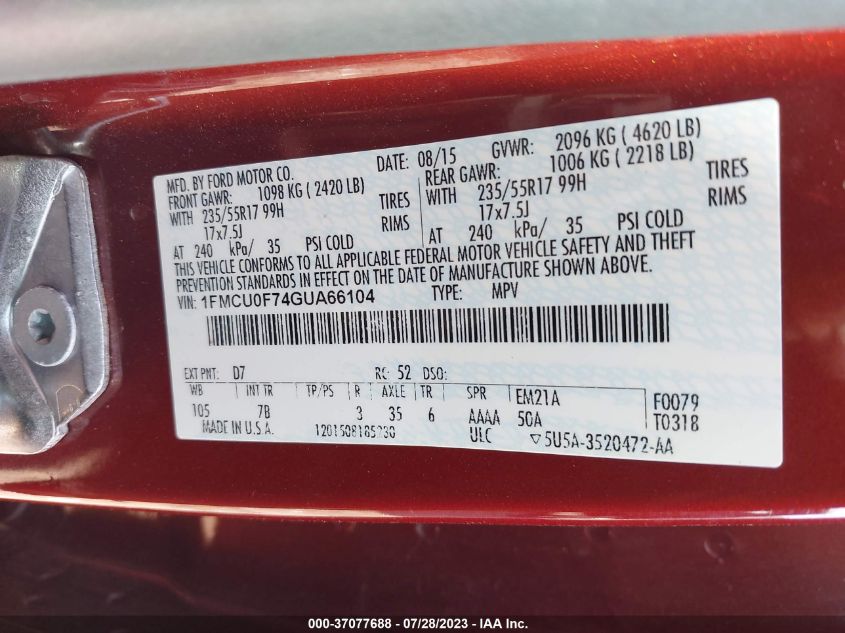 MFD. BY FORD MOTOR CO.
DATE: 08/15 GVWR: 2096 KG ( 4620 LB)
FRONT GAWR: 1098 KG ( 2420 LB)
WITH 235/55R17 99H TIRES
17x7.5J RIMS
AT 240 kPa/ 35 PSI COLD
REAR GAWR: 1006 KG ( 2218 LB)
WITH 235/55R17 99H TIRES
17x7.5J RIMS
AT 240 kPa/ 35 PSI COLD
THIS VEHICLE CONFORMS TO ALL APPLICABLE FEDERAL MOTOR VEHICLE SAFETY AND THEFT
PREVENTION STANDARDS IN EFFECT ON THE DATE OF MANUFACTURE SHOWN ABOVE.
VIN: 1FMCU0F74GUA66104 TYPE: MPV
EXT PNT: D7 RC: 52 DSO:
WB INT TR TP/PS R AXLE TR SPR EM21A F0079
105 7B 3 35 6 AAAA 50A T0318
MADE IN U.S.A. ULC ▽5U5A-3520472-AA
000-37077688 - 07/28/2023 - IAA Inc.